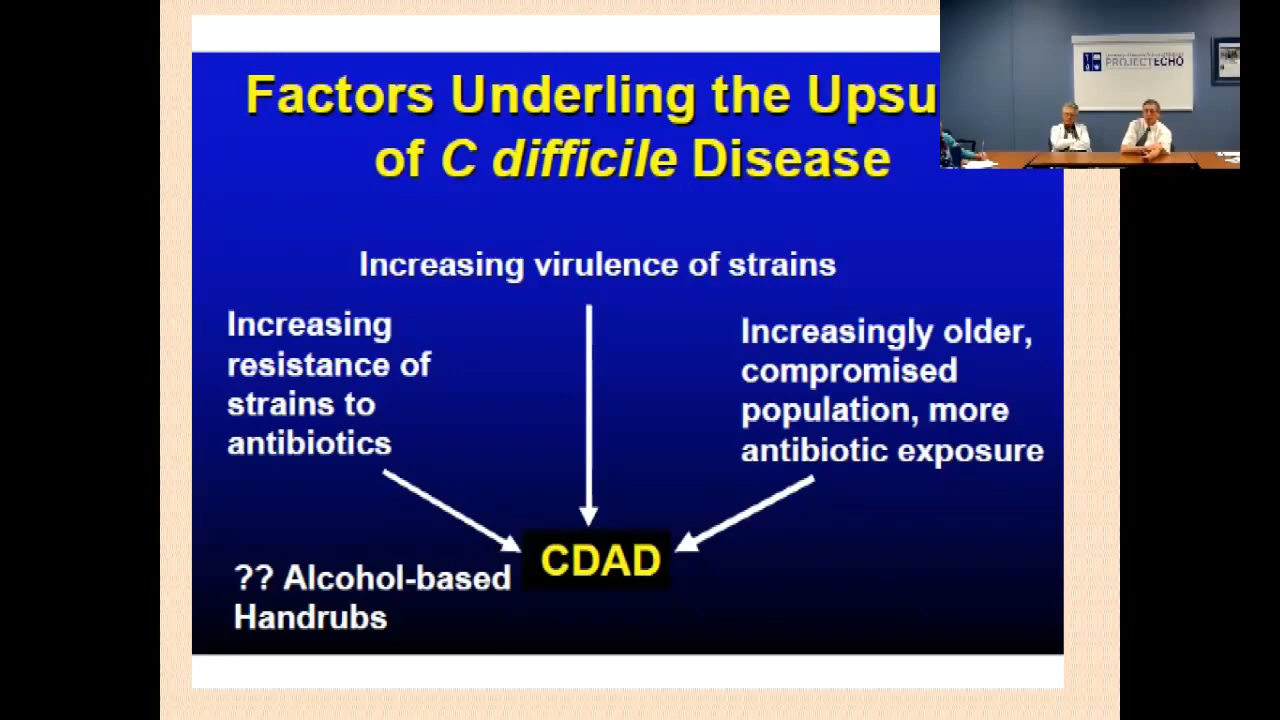 Factors Underling the Upsu
of C difficile Disease
Increasing virulence of strains
Increasing
resistance of
strains to
antibiotics
Increasingly older,
compromised
population, more
antibiotic exposure
CDAD
?? Alcohol-based
Handrubs
PROJECT ECHO